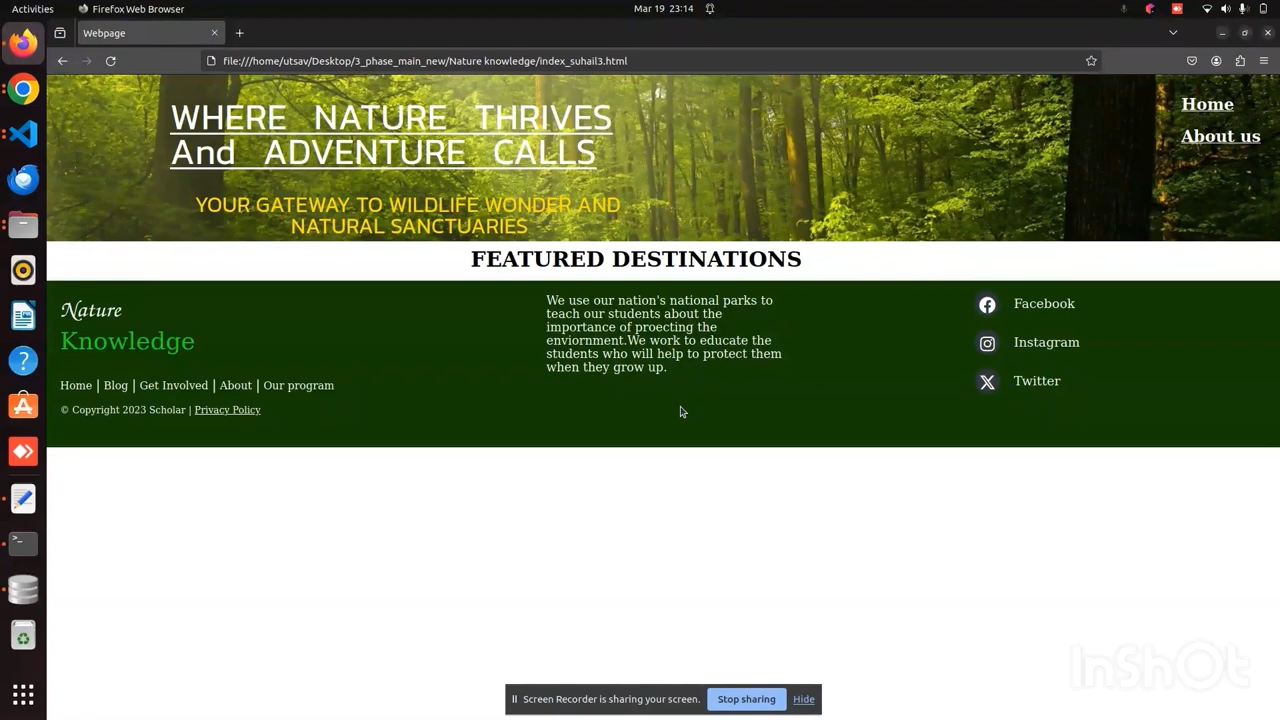 Activities
Firefox Web Browser
Mar 19 23:14
Webpage
file:///home/utsav/Desktop/3_phase_main_new/Nature knowledge/index_suhail3.html
WHERE NATURE THRIVES
And ADVENTURE CALLS
Home
About us
YOUR GATEWAY TO WILDLIFE WONDER AND
NATURAL SANCTUARIES
FEATURED DESTINATIONS
Nature
Knowledge
Home | Blog | Get Involved | About | Our program
© Copyright 2023 Scholar | Privacy Policy
We use our nation's national parks to
teach our students about the
importance of proecting the
enviornment.We work to educate the
students who will help to protect them
when they grow up.
Facebook
Instagram
Twitter
InShOt
Screen Recorder is sharing your screen.
Stop sharing
Hide